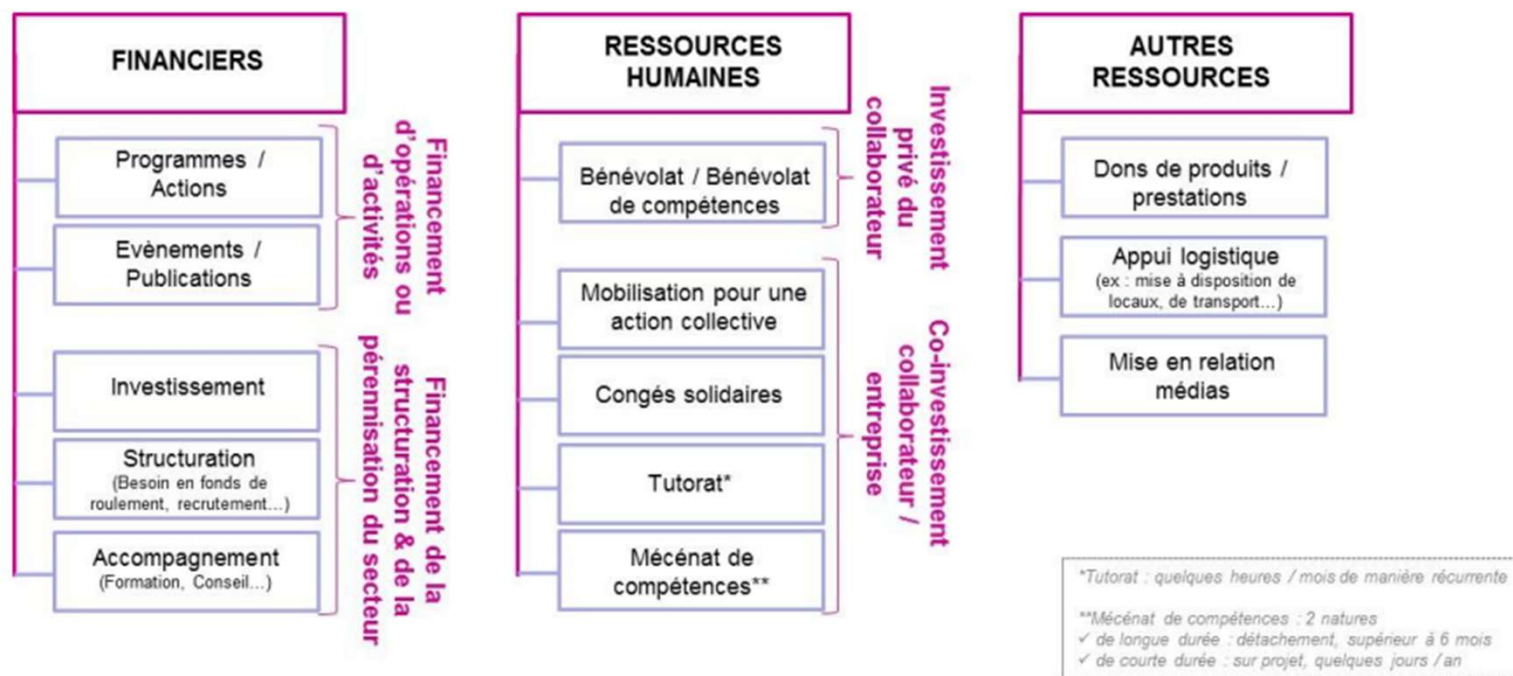 FINANCIERS
Programmes /
Actions
Evènements /
Publications
Financement
d'opérations ou
d'activités
Investissement
Structuration
(Besoin en fonds de
roulement, recrutement...)
Accompagnement
(Formation, Conseil...)
Financement de la
structuration & de la
pérennisation du secteur
RESSOURCES
HUMAINES
Bénévolat / Bénévolat
de compétences
Investissement
privé du
collaborateur
Mobilisation pour une
action collective
Congés solidaires
Tutorat*
Mécénat de
compétences**
Co-investissement
collaborateur /
entreprise
AUTRES
RESSOURCES
Dons de produits /
prestations
Appui logistique
(ex : mise à disposition de
locaux, de transport...)
Mise en relation
médias
*Tutorat : quelques heures / mois de manière récurrente
**Mécénat de compétences : 2 natures
✓ de longue durée : détachement, supérieur à 6 mois
✓ de courte durée : sur projet, quelques jours / an